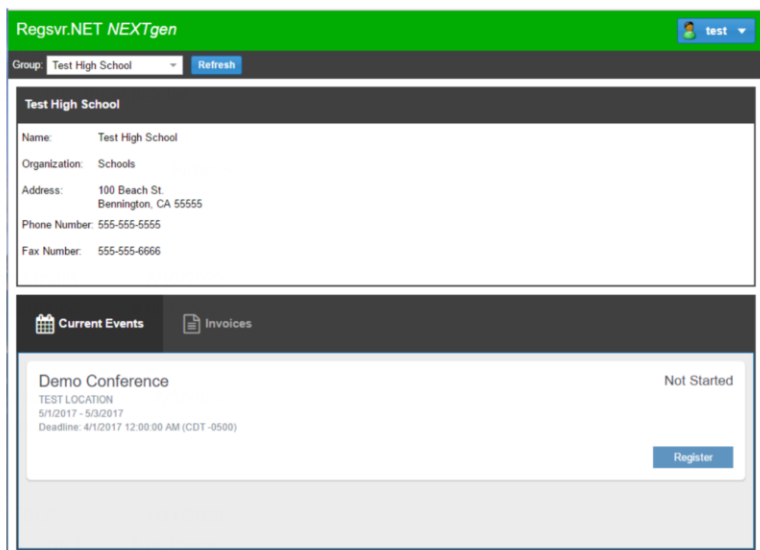 Regsvr.NET NEXTgen
test
Group: Test High School Refresh
Test High School
Name: Test High School
Organization: Schools
Address: 100 Beach St.
Bennington, CA 55555
Phone Number: 555-555-5555
Fax Number: 555-555-6666
Current Events Invoices
Demo Conference Not Started
TEST LOCATION
5/1/2017 - 5/3/2017
Deadline: 4/1/2017 12:00:00 AM (CDT -0500)
Register